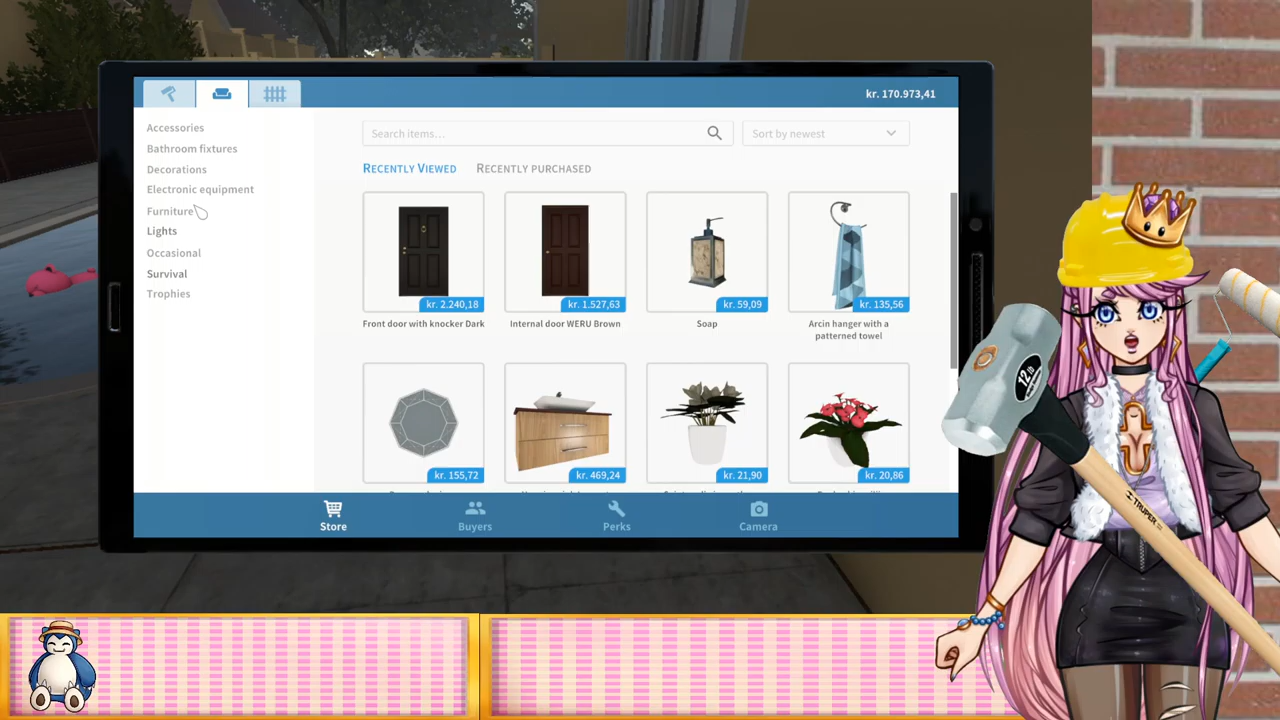 kr. 170.973,41
Accessories
Bathroom fixtures
Decorations
Electronic equipment
Furniture
Lights
Occasional
Survival
Trophies
Search items…
Sort by newest
RECENTLY VIEWED
RECENTLY PURCHASED
kr. 2.240,18
kr. 1.527,63
kr. 59,09
kr. 135,56
Front door with knocker Dark
Internal door WERU Brown
Soap
Arcin hanger with a
patterned towel
kr. 155,72
kr. 469,24
kr. 21,90
kr. 20,86
Store
Buyers
Perks
Camera
12 lb
TRUPER